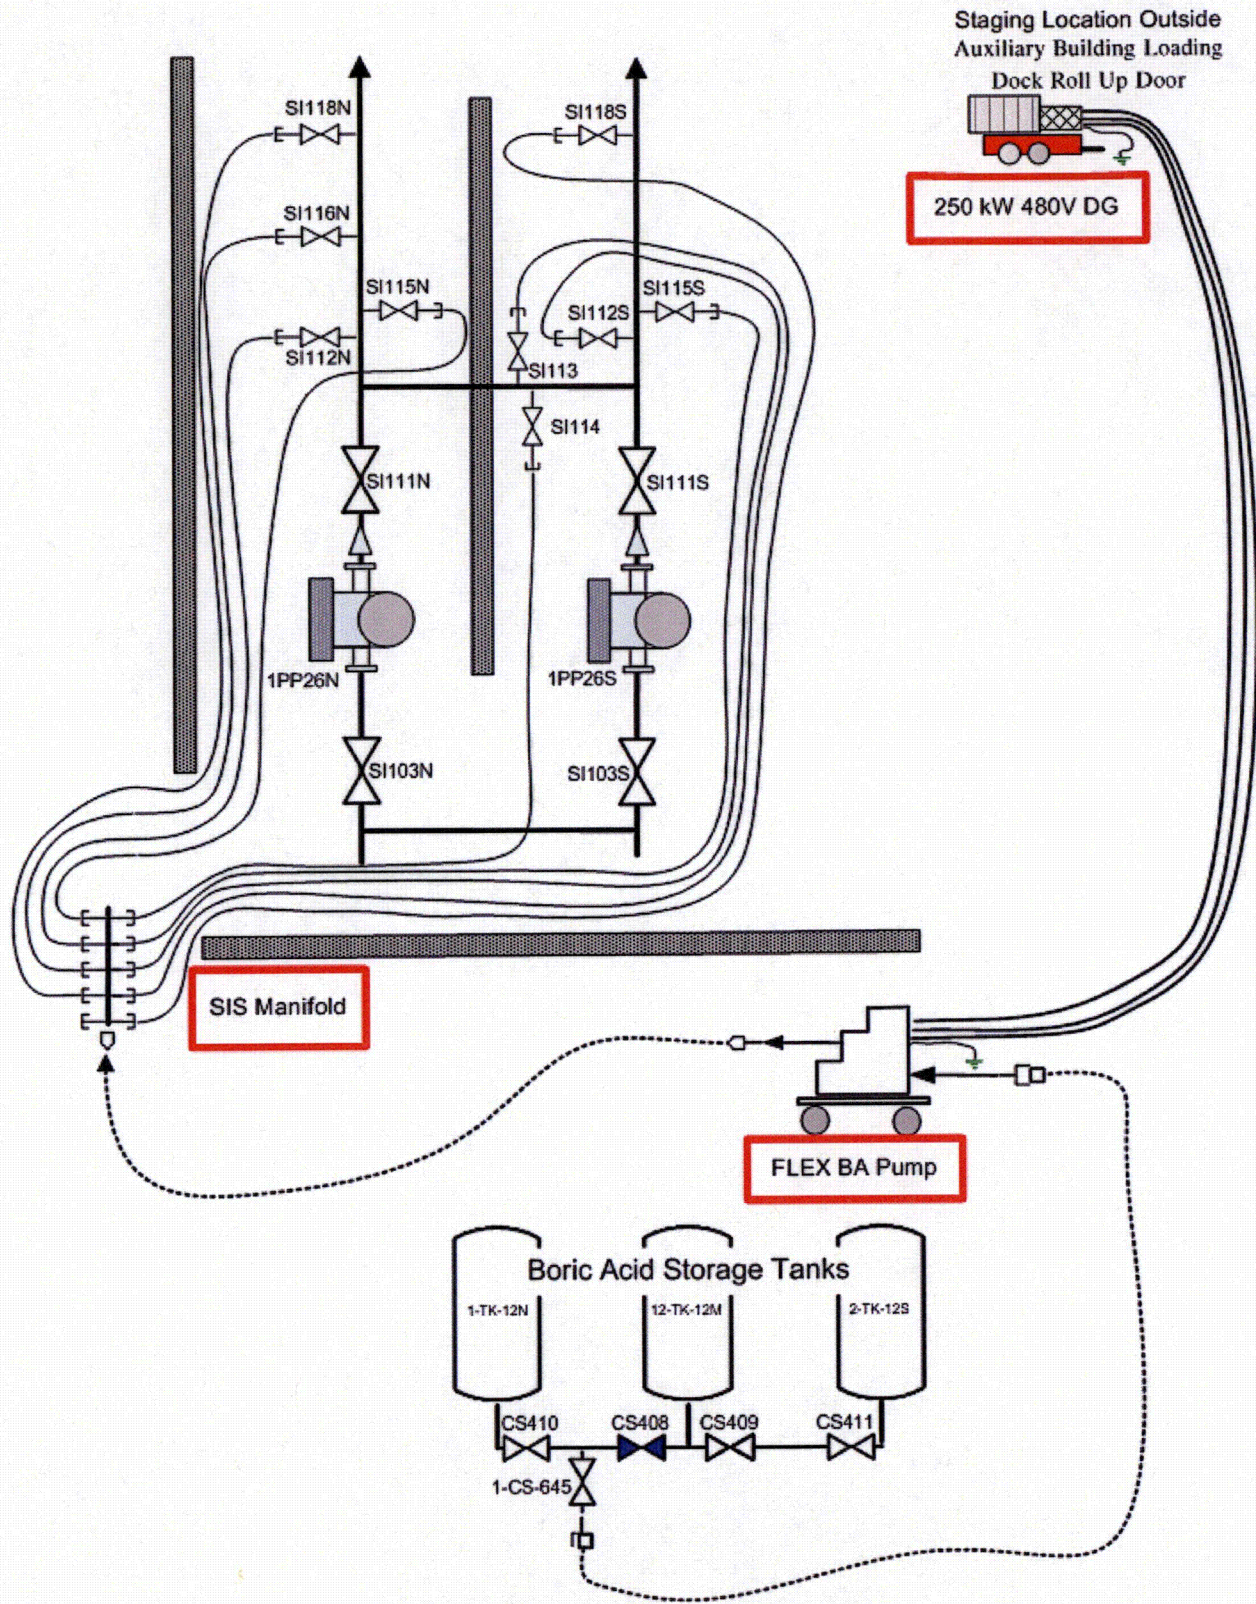 Staging Location Outside
Auxiliary Building Loading
Dock Roll Up Door
250 kW 480V DG
SI118N
SI118S
SI116N
SI115N
SI115S
SI112S
SI112N
SI113
SI114
SI111N
SI111S
1PP26N
1PP26S
SI103N
SI103S
SIS Manifold
FLEX BA Pump
Boric Acid Storage Tanks
1-TK-12N
12-TK-12M
2-TK-12S
CS410
CS408
CS409
CS411
1-CS-645